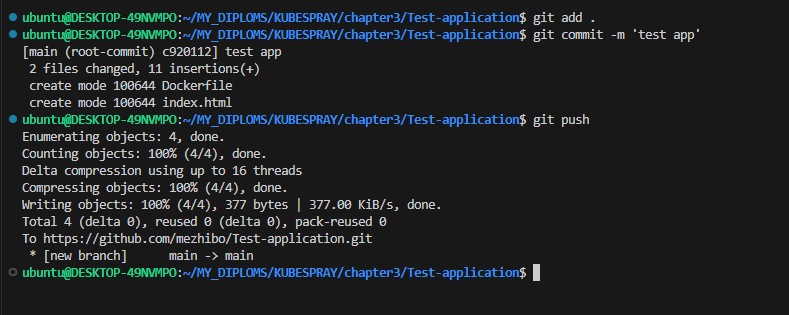 ubuntu@DESKTOP-49NVMPO:~/MY_DIPLOMS/KUBESPRAY/chapter3/Test-application$ git add .
ubuntu@DESKTOP-49NVMPO:~/MY_DIPLOMS/KUBESPRAY/chapter3/Test-application$ git commit -m 'test app'
[main (root-commit) c920112] test app
 2 files changed, 11 insertions(+)
 create mode 100644 Dockerfile
 create mode 100644 index.html
ubuntu@DESKTOP-49NVMPO:~/MY_DIPLOMS/KUBESPRAY/chapter3/Test-application$ git push
Enumerating objects: 4, done.
Counting objects: 100% (4/4), done.
Delta compression using up to 16 threads
Compressing objects: 100% (4/4), done.
Writing objects: 100% (4/4), 377 bytes | 377.00 KiB/s, done.
Total 4 (delta 0), reused 0 (delta 0), pack-reused 0
To https://github.com/mezhibo/Test-application.git
 * [new branch]      main -> main
ubuntu@DESKTOP-49NVMPO:~/MY_DIPLOMS/KUBESPRAY/chapter3/Test-application$